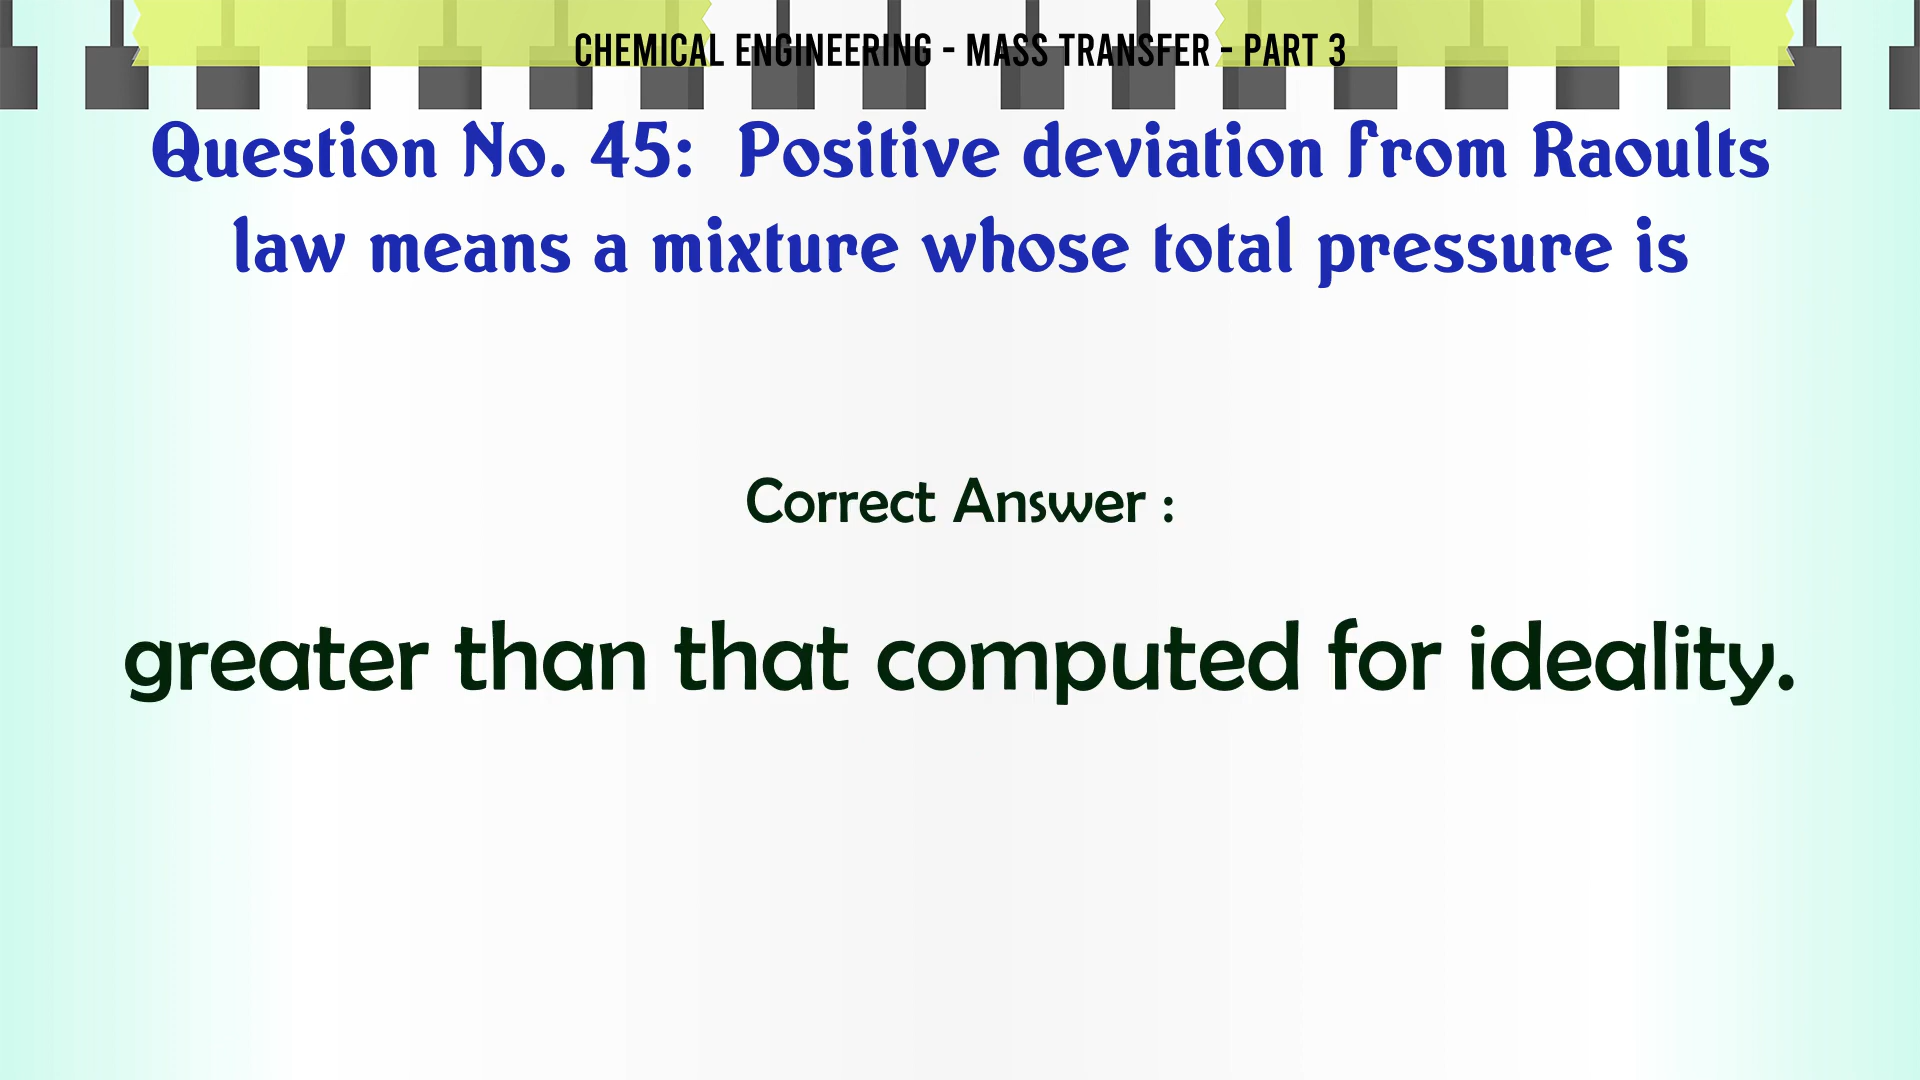 CHEMICAL ENGINEERING - MASS TRANSFER - PART 3
Question No. 45: Positive deviation from Raoults
law means a mixture whose total pressure is
Correct Answer :
greater than that computed for ideality.